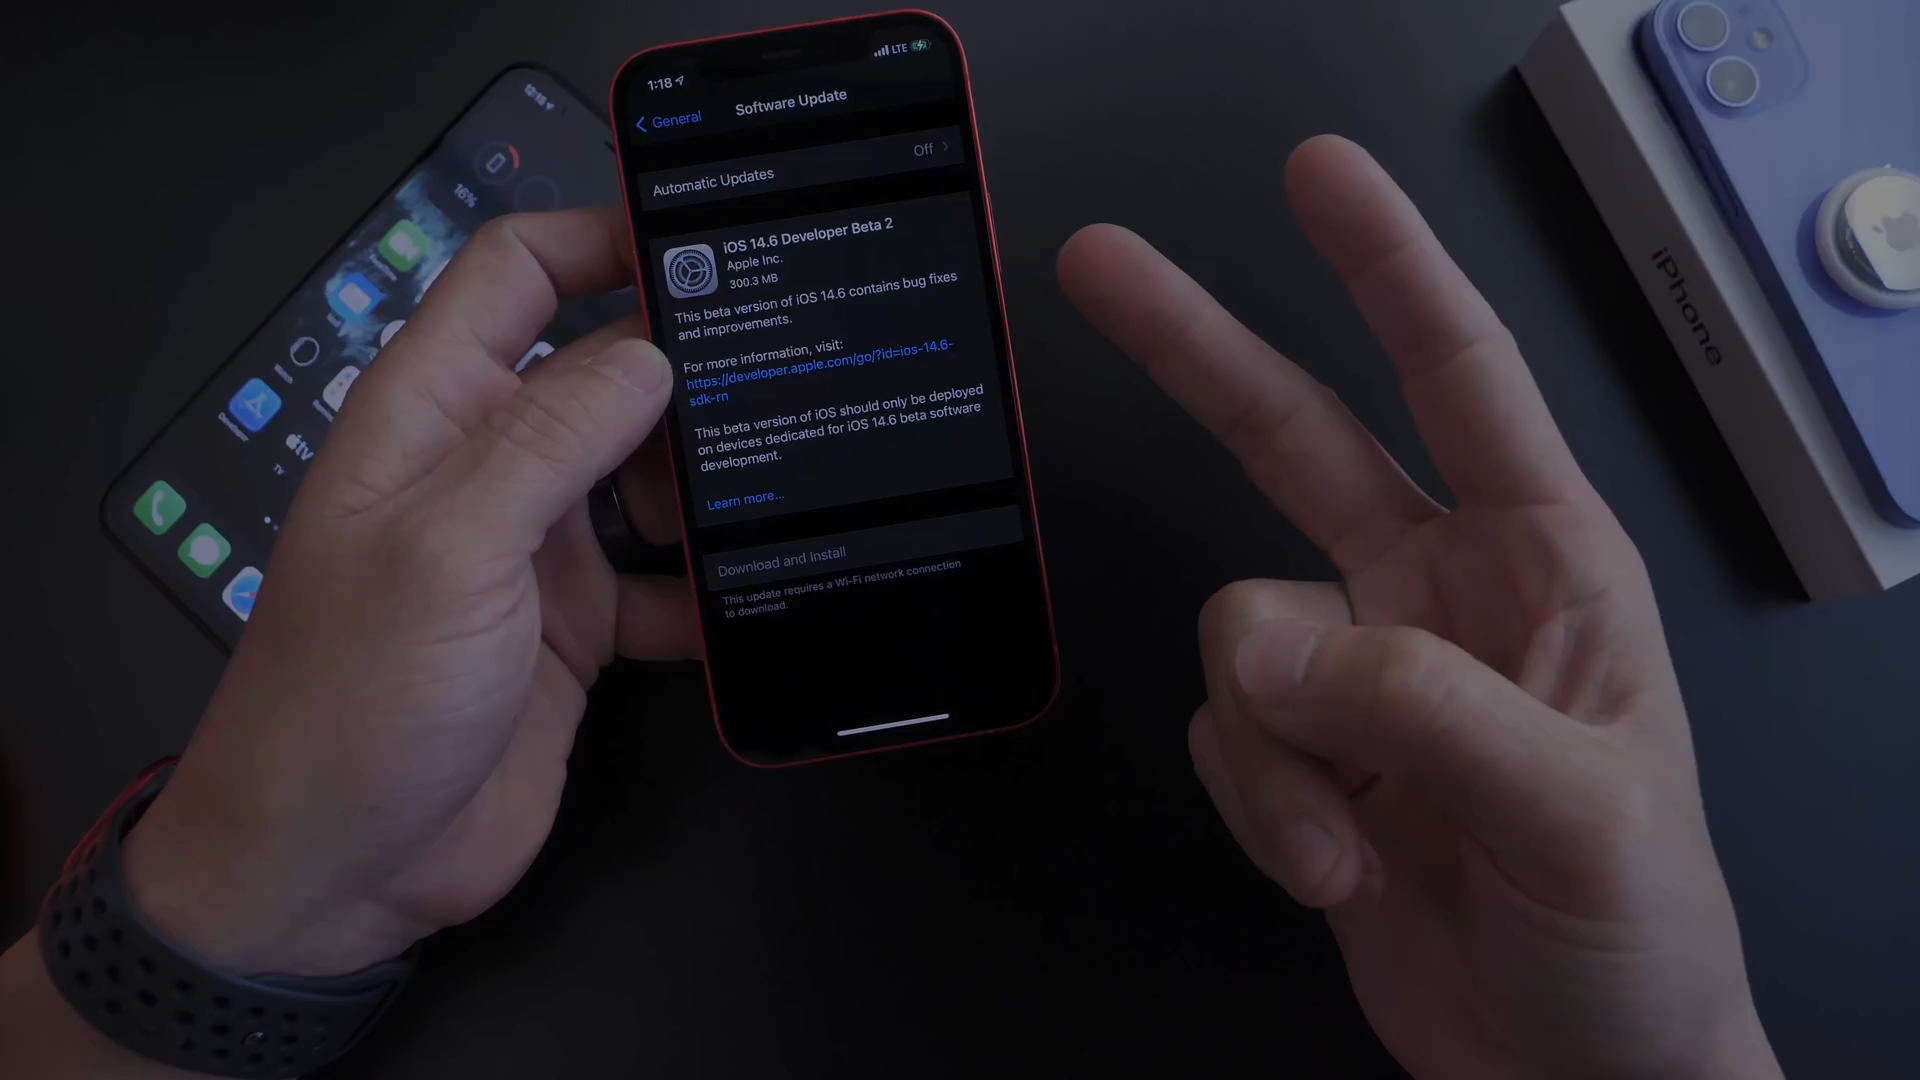 1:18
LTE
General
Software Update
Automatic Updates
Off
iOS 14.6 Developer Beta 2
Apple Inc.
300.3 MB
This beta version of iOS 14.6 contains bug fixes
and improvements.
For more information, visit:
https://developer.apple.com/go/?id=ios-14.6-
sdk-rn
This beta version of iOS should only be deployed
on devices dedicated for iOS 14.6 beta software
development.
Learn more...
Download and Install
This update requires a Wi-Fi network connection
to download.
16%
tv
TV
iPhone